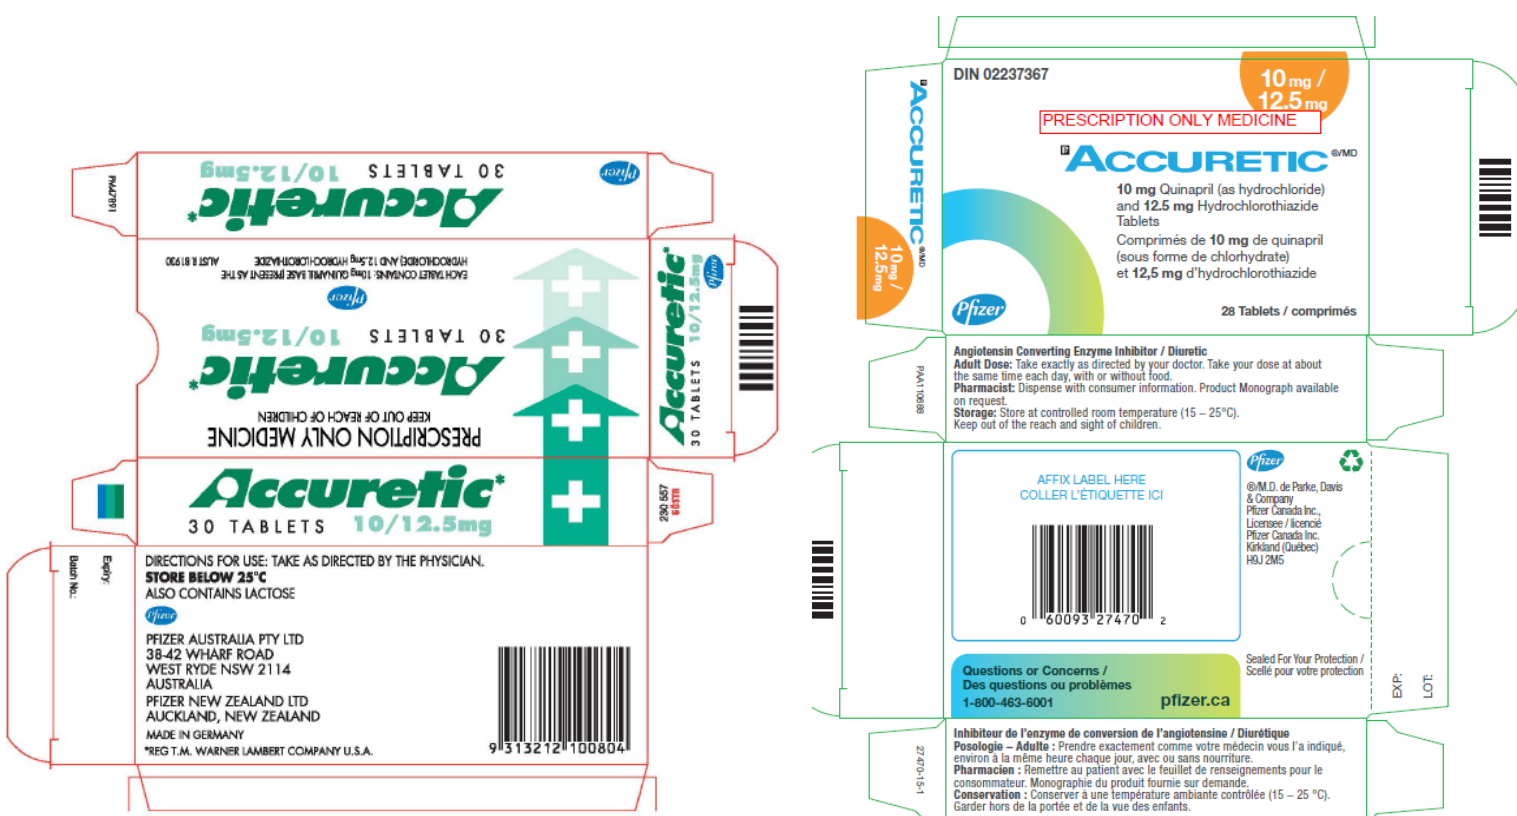 PAA7891
Accuretic*
30 TABLETS 10/12.5mg
Pfizer
EACH TABLET CONTAINS: 10mg QUINAPRIL BASE (PRESENT AS THE
HYDROCHLORIDE) AND 12.5mg HYDROCHLOROTHIAZIDE AUST R 81930
Pfizer
PRESCRIPTION ONLY MEDICINE
KEEP OUT OF REACH OF CHILDREN
Accuretic*
30 TABLETS 10/12.5mg
Accuretic*
30 TABLETS 10/12.5mg
Pfizer
Accuretic*
30 TABLETS 10/12.5mg
230 557
GÖSTA
Expiry:
Batch No.:
DIRECTIONS FOR USE: TAKE AS DIRECTED BY THE PHYSICIAN.
STORE BELOW 25°C
ALSO CONTAINS LACTOSE
Pfizer
PFIZER AUSTRALIA PTY LTD
38-42 WHARF ROAD
WEST RYDE NSW 2114
AUSTRALIA
PFIZER NEW ZEALAND LTD
AUCKLAND, NEW ZEALAND
MADE IN GERMANY
*REG T.M. WARNER LAMBERT COMPANY U.S.A.
9 313212 100804
ACCURETIC ®/MD
10 mg /
12.5 mg
DIN 02237367
10 mg /
12.5 mg
PRESCRIPTION ONLY MEDICINE
ACCURETIC ®/MD
10 mg Quinapril (as hydrochloride)
and 12.5 mg Hydrochlorothiazide
Tablets
Comprimés de 10 mg de quinapril
(sous forme de chlorhydrate)
et 12,5 mg d'hydrochlorothiazide
Pfizer
28 Tablets / comprimés
PAA110668
Angiotensin Converting Enzyme Inhibitor / Diuretic
Adult Dose: Take exactly as directed by your doctor. Take your dose at about
the same time each day, with or without food.
Pharmacist: Dispense with consumer information. Product Monograph available
on request.
Storage: Store at controlled room temperature (15 – 25°C).
Keep out of the reach and sight of children.
AFFIX LABEL HERE
COLLER L'ÉTIQUETTE ICI
0 60093 27470 2
Questions or Concerns /
Des questions ou problèmes
1-800-463-6001
pfizer.ca
Pfizer
®/M.D. de Parke, Davis
& Company
Pfizer Canada Inc.,
Licensee / licencié
Pfizer Canada Inc.
Kirkland (Québec)
H9J 2M5
Sealed For Your Protection /
Scellé pour votre protection
EXP:
LOT:
27470-15-1
Inhibiteur de l'enzyme de conversion de l'angiotensine / Diurétique
Posologie – Adulte : Prendre exactement comme votre médecin vous l'a indiqué,
environ à la même heure chaque jour, avec ou sans nourriture.
Pharmacien : Remettre au patient avec le feuillet de renseignements pour le
consommateur. Monographie du produit fournie sur demande.
Conservation : Conserver à une température ambiante contrôlée (15 – 25 °C).
Garder hors de la portée et de la vue des enfants.